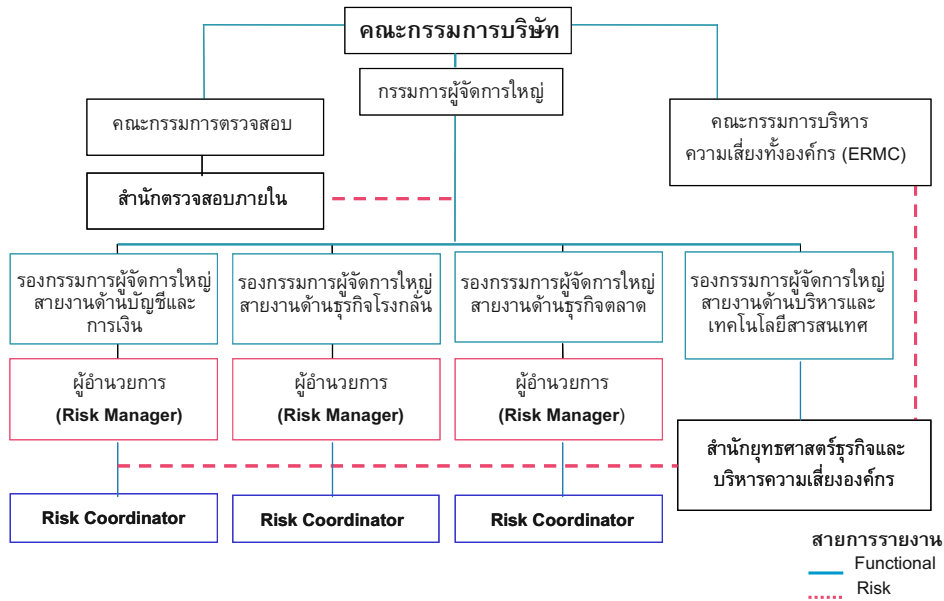 คณะกรรมการบริษัท
กรรมการผู้จัดการใหญ่
คณะกรรมการตรวจสอบ
คณะกรรมการบริหาร
ความเสี่ยงทั้งองค์กร (ERMC)
สำนักตรวจสอบภายใน
รองกรรมการผู้จัดการใหญ่
สายงานด้านบัญชีและ
การเงิน
รองกรรมการผู้จัดการใหญ่
สายงานด้านธุรกิจโรงกลั่น
รองกรรมการผู้จัดการใหญ่
สายงานด้านธุรกิจตลาด
รองกรรมการผู้จัดการใหญ่
สายงานด้านบริหารและ
เทคโนโลยีสารสนเทศ
ผู้อำนวยการ
(Risk Manager)
ผู้อำนวยการ
(Risk Manager)
ผู้อำนวยการ
(Risk Manager)
สำนักยุทธศาสตร์ธุรกิจและ
บริหารความเสี่ยงองค์กร
Risk Coordinator
Risk Coordinator
Risk Coordinator
สายการรายงาน
Functional
Risk